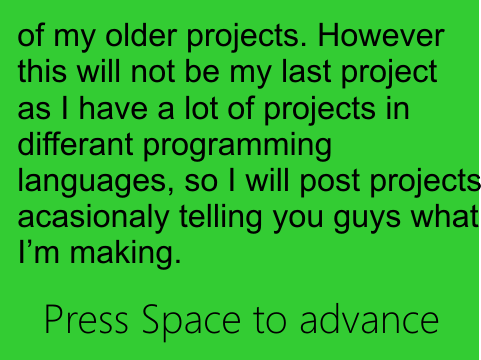 of my older projects. However
this will not be my last project
as I have a lot of projects in
differant programming
languages, so I will post projects
acasionaly telling you guys what
I’m making.
Press Space to advance